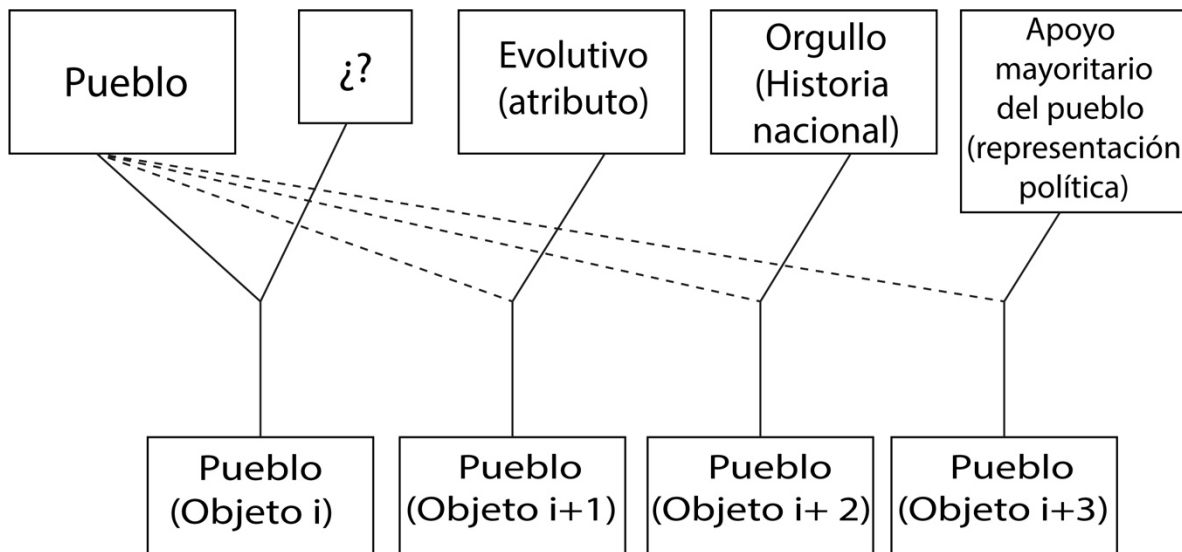 Pueblo
¿?
Evolutivo
(atributo)
Orgullo
(Historia
nacional)
Apoyo
mayoritario
del pueblo
(representación
política)
Pueblo
(Objeto i)
Pueblo
(Objeto i+1)
Pueblo
(Objeto i+ 2)
Pueblo
(Objeto i+3)